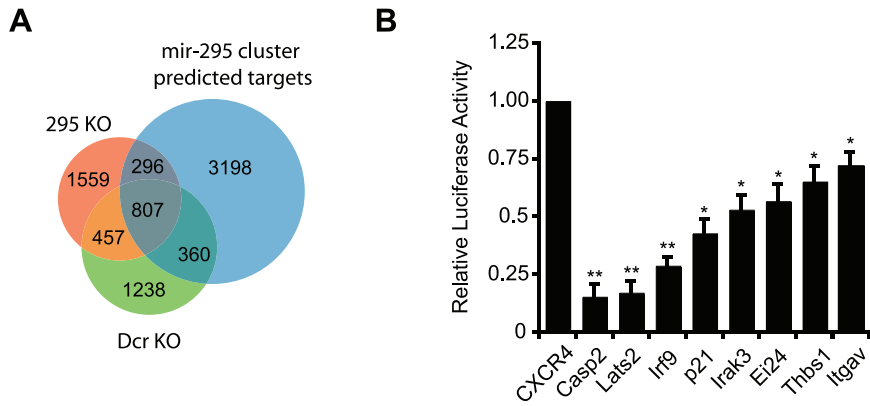 A
mir-295 cluster
predicted targets
295 KO
1559
296
3198
807
457
360
1238
Dcr KO
B
Relative Luciferase Activity
1.25
1.00
0.75
0.5
0.25
0
**
**
**
*
*
*
*
*
CXCR4
Casp2
Lats2
Irf9
p21
Irak3
Ei24
Thbs1
Itgav